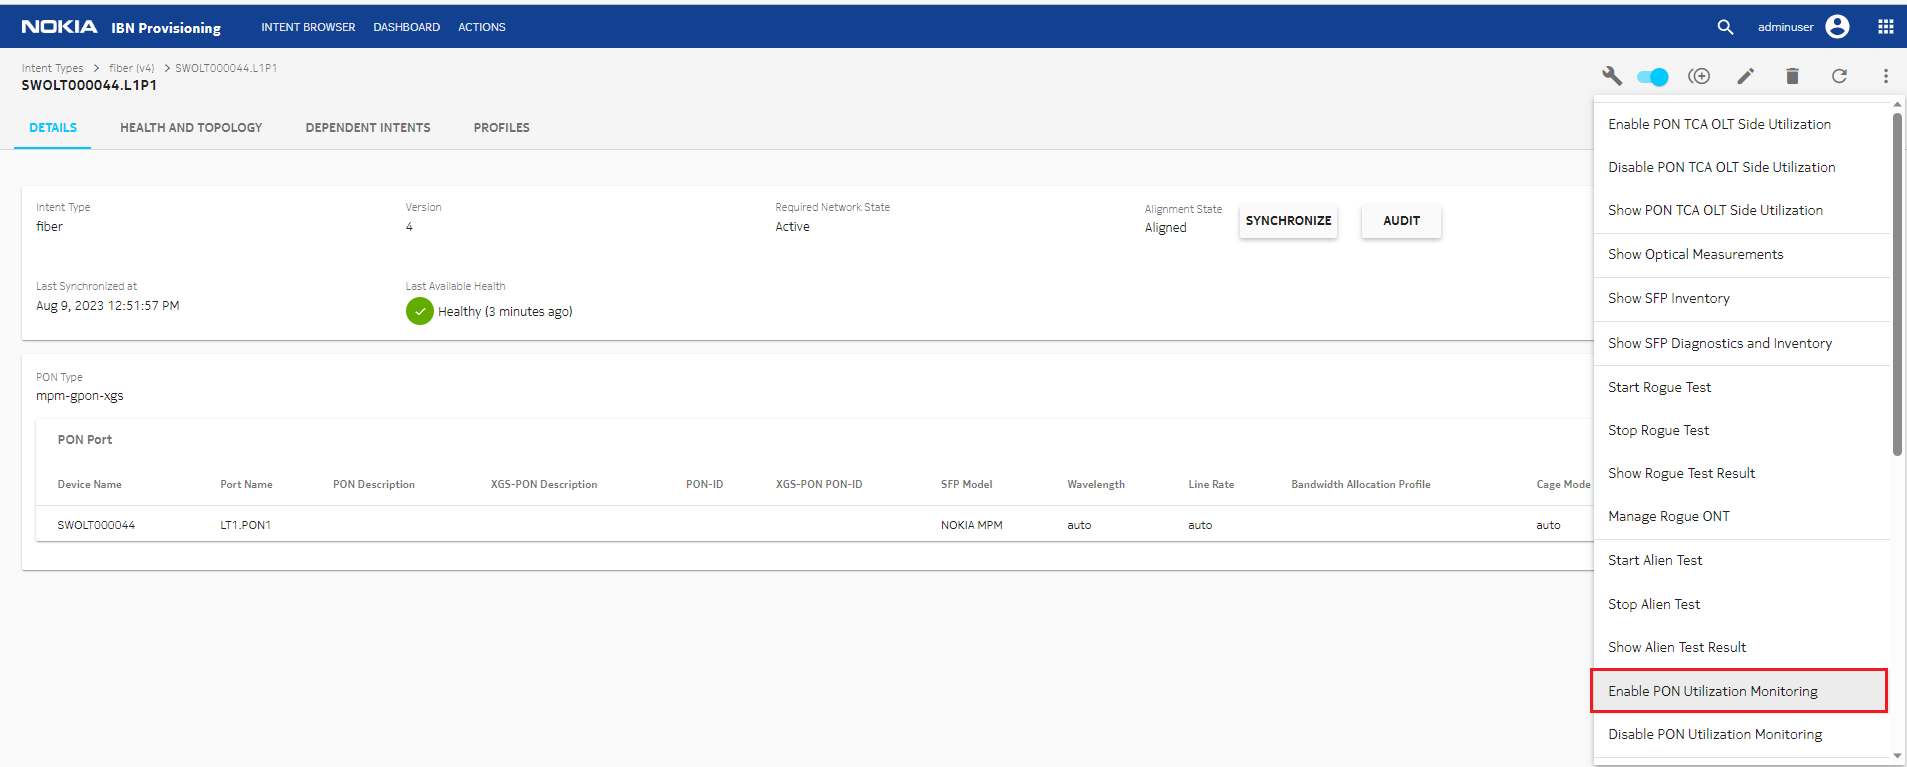 NOKIA IBN Provisioning INTENT BROWSER DASHBOARD ACTIONS adminuser
Intent Types > fiber (v4) > SWOLT000044.L1P1
SWOLT000044.L1P1
DETAILS HEALTH AND TOPOLOGY DEPENDENT INTENTS PROFILES
Intent Type Version Required Network State Alignment State
fiber 4 Active Aligned SYNCHRONIZE AUDIT
Last Synchronized at Last Available Health
Aug 9, 2023 12:51:57 PM Healthy (3 minutes ago)
PON Type
mpm-gpon-xgs
PON Port
Device Name Port Name PON Description XGS-PON Description PON-ID XGS-PON PON-ID SFP Model Wavelength Line Rate Bandwidth Allocation Profile Cage Mode
SWOLT000044 LT1.PON1 NOKIA MPM auto auto auto
Enable PON TCA OLT Side Utilization
Disable PON TCA OLT Side Utilization
Show PON TCA OLT Side Utilization
Show Optical Measurements
Show SFP Inventory
Show SFP Diagnostics and Inventory
Start Rogue Test
Stop Rogue Test
Show Rogue Test Result
Manage Rogue ONT
Start Alien Test
Stop Alien Test
Show Alien Test Result
Enable PON Utilization Monitoring
Disable PON Utilization Monitoring